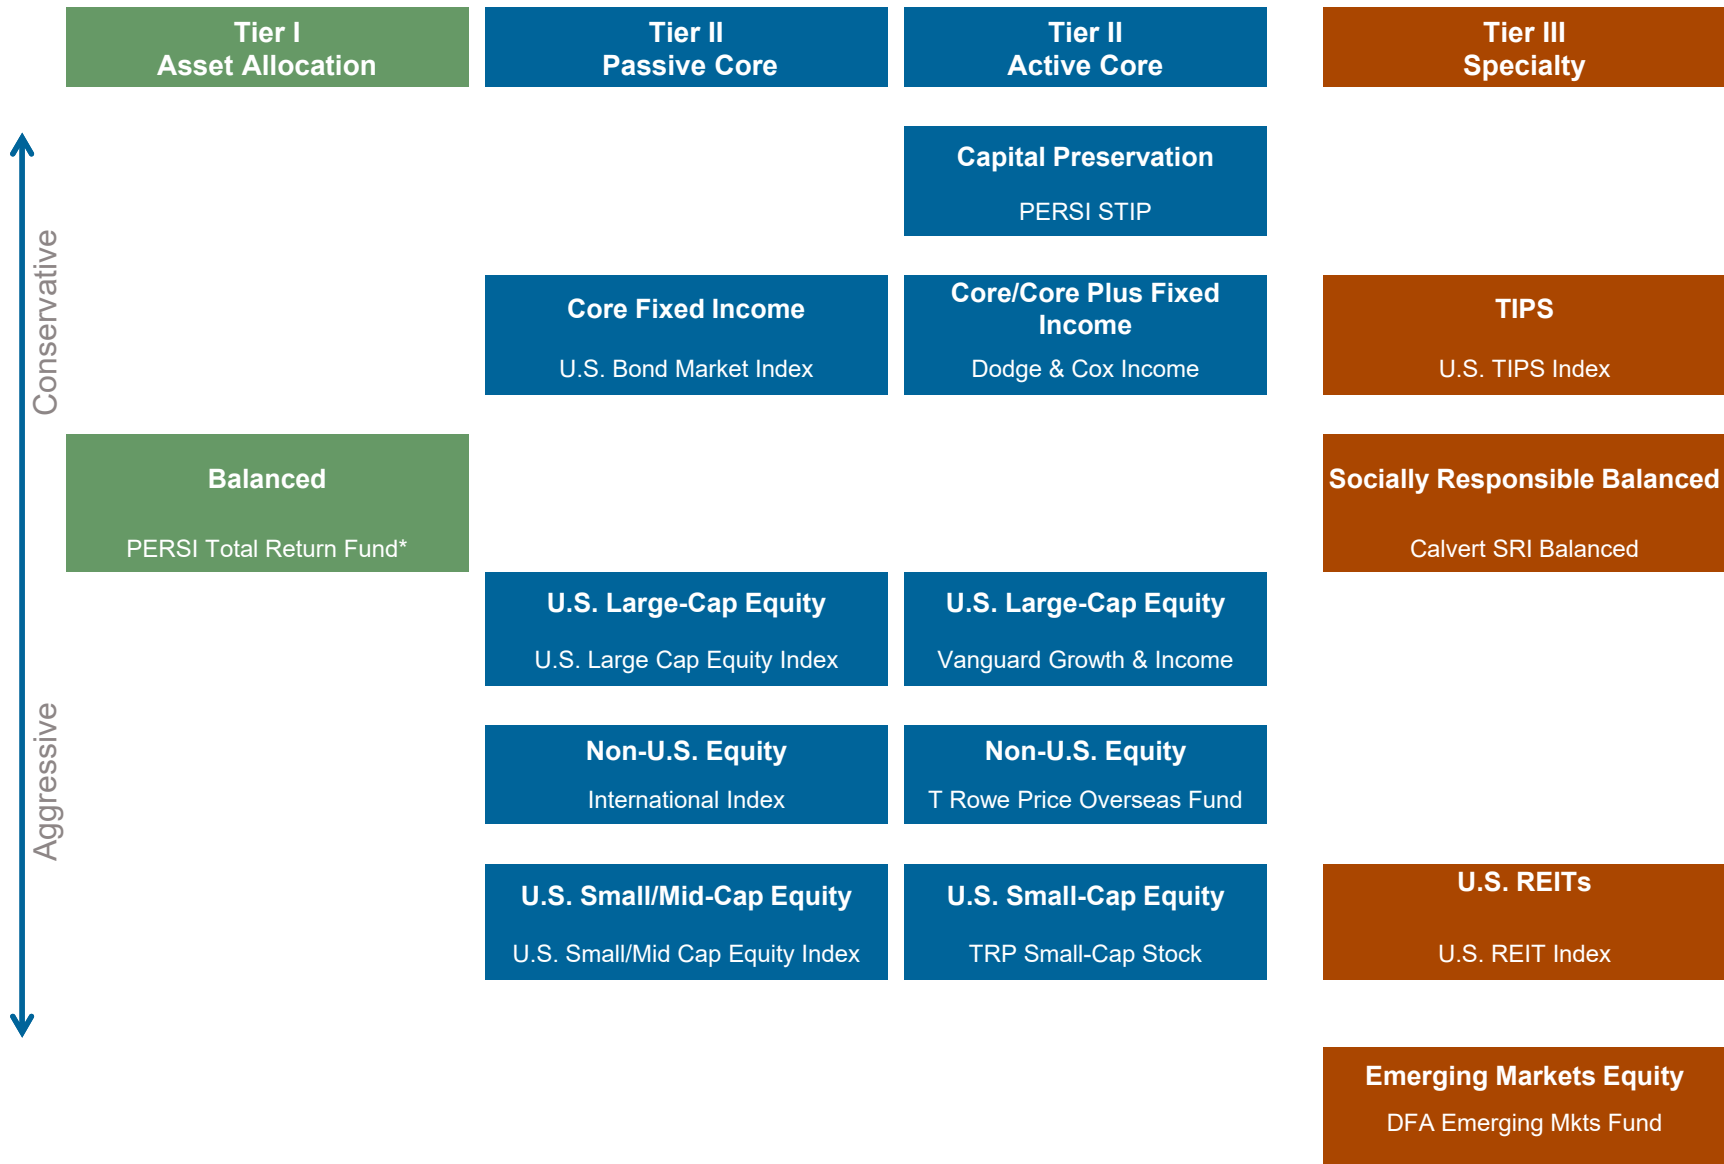 Tier I
Asset Allocation
Tier II
Passive Core
Tier II
Active Core
Tier III
Specialty
Conservative
Aggressive
Capital Preservation
PERSI STIP
Core Fixed Income
U.S. Bond Market Index
Core/Core Plus Fixed
Income
Dodge & Cox Income
TIPS
U.S. TIPS Index
Balanced
PERSI Total Return Fund*
Socially Responsible Balanced
Calvert SRI Balanced
U.S. Large-Cap Equity
U.S. Large Cap Equity Index
U.S. Large-Cap Equity
Vanguard Growth & Income
Non-U.S. Equity
International Index
Non-U.S. Equity
T Rowe Price Overseas Fund
U.S. Small/Mid-Cap Equity
U.S. Small/Mid Cap Equity Index
U.S. Small-Cap Equity
TRP Small-Cap Stock
U.S. REITs
U.S. REIT Index
Emerging Markets Equity
DFA Emerging Mkts Fund